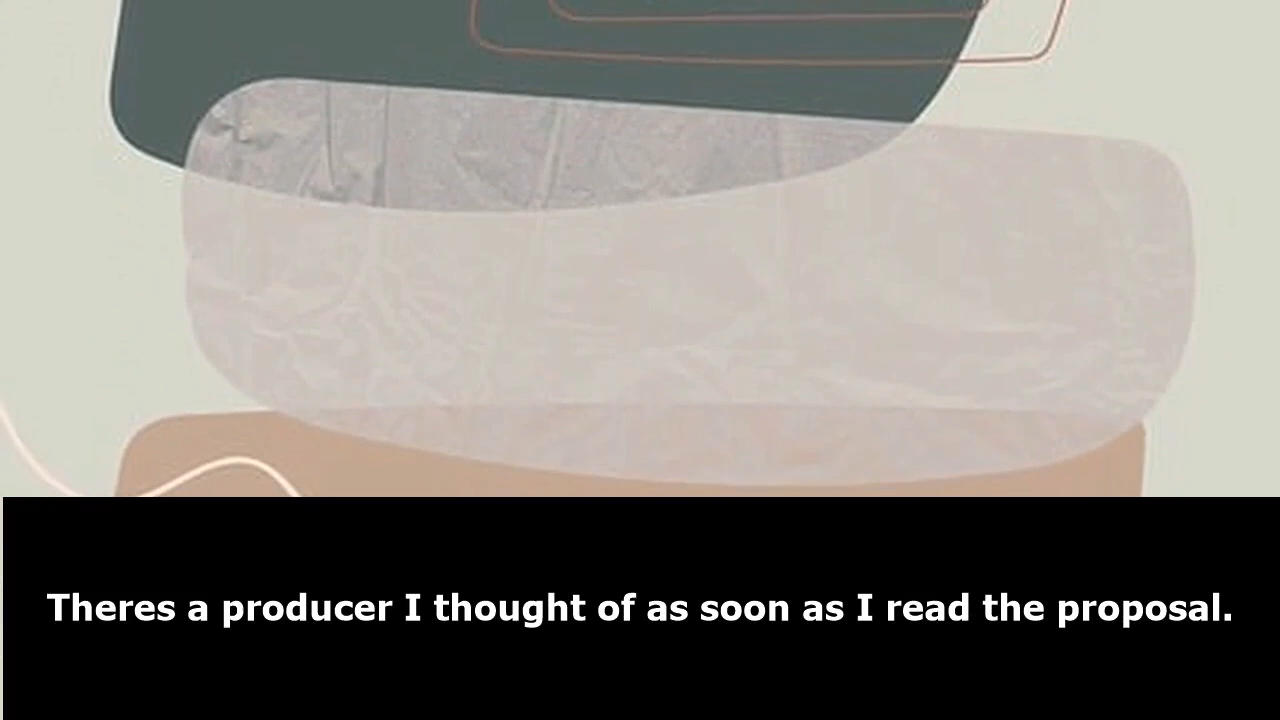 Theres a producer I thought of as soon as I read the proposal.